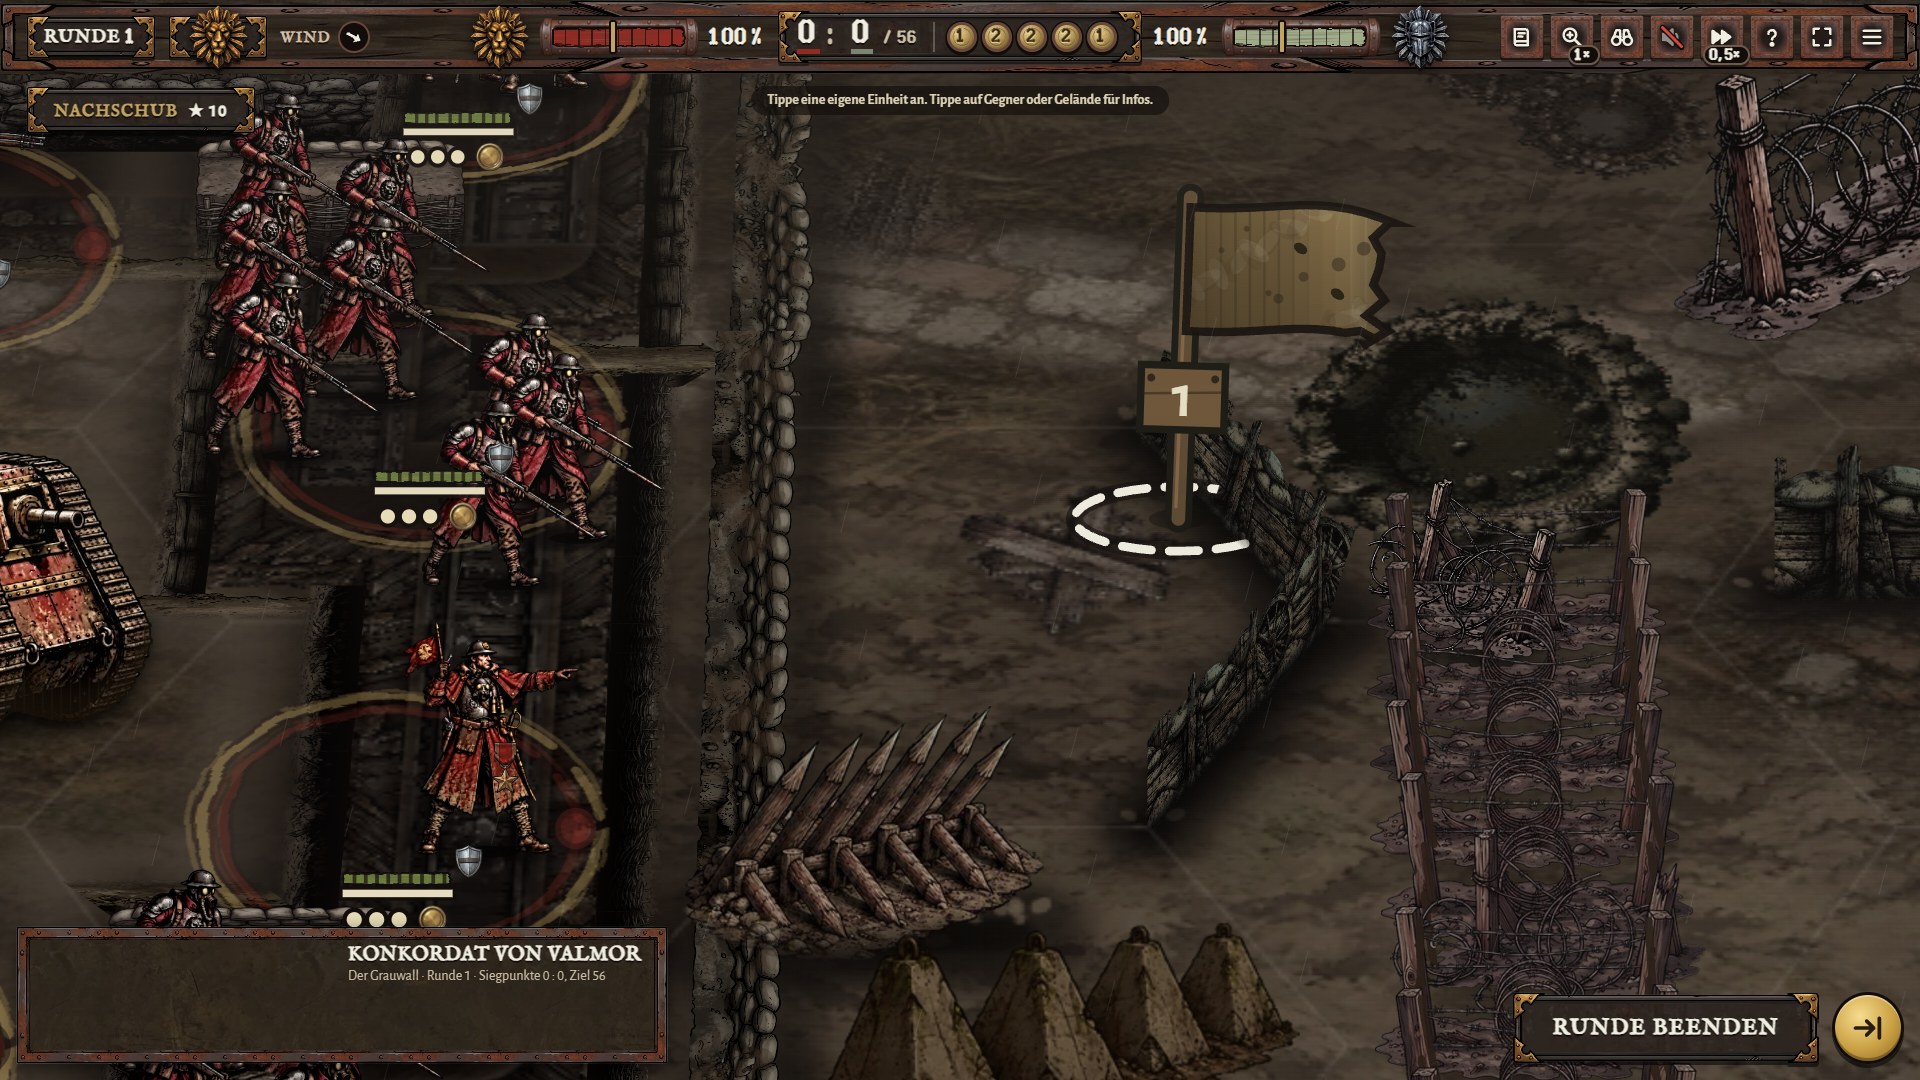 RUNDE 1
WIND
100 %
0 : 0 / 56
1 2 2 2 1
100 %
1×
0,5×
?
NACHSCHUB ★ 10
Tippe eine eigene Einheit an. Tippe auf Gegner oder Gelände für Infos.
1
KONKORDAT VON VALMOR
Der Grauwall · Runde 1 · Siegpunkte 0 : 0, Ziel 56
RUNDE BEENDEN